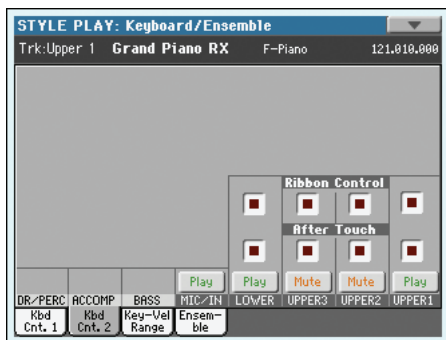 STYLE PLAY: Keyboard/Ensemble
Trk:Upper 1 Grand Piano RX F-Piano 121.010.000
Ribbon Control
After Touch
Play Play Mute Mute Play
DR/PERC ACCOMP BASS MIC/IN LOWER UPPER3 UPPER2 UPPER1
Kbd Cnt. 1 Kbd Cnt. 2 Key-Vel Range Ensem-ble